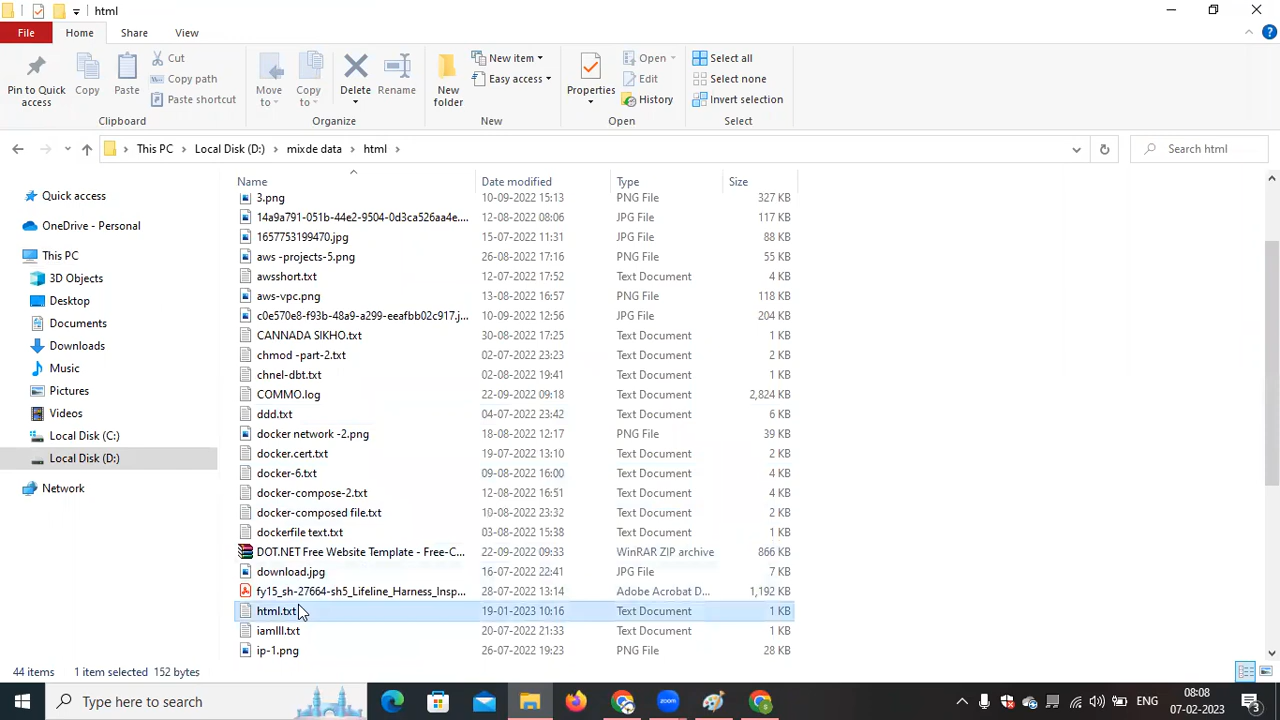 html
File Home Share View
Pin to Quick access
Copy
Paste
Cut
Copy path
Paste shortcut
Clipboard
Move to
Copy to
Delete
Rename
Organize
New folder
New item
Easy access
New
Properties
Open
Edit
History
Open
Select all
Select none
Invert selection
Select
This PC Local Disk (D:) mixde data html
Search html
Quick access
OneDrive - Personal
This PC
3D Objects
Desktop
Documents
Downloads
Music
Pictures
Videos
Local Disk (C:)
Local Disk (D:)
Network
Name Date modified Type Size
3.png 10-09-2022 15:13 PNG File 327 KB
14a9a791-051b-44e2-9504-0d3ca526aa4e.... 12-08-2022 08:06 JPG File 117 KB
1657753199470.jpg 15-07-2022 11:31 JPG File 88 KB
aws -projects-5.png 26-08-2022 17:16 PNG File 55 KB
awsshort.txt 12-07-2022 17:52 Text Document 4 KB
aws-vpc.png 13-08-2022 16:57 PNG File 118 KB
c0e570e8-f93b-48a9-a299-eeafbb02c917.j... 10-09-2022 12:56 JPG File 204 KB
CANNADA SIKHO.txt 30-08-2022 17:25 Text Document 1 KB
chmod -part-2.txt 02-07-2022 23:23 Text Document 2 KB
chnel-dbt.txt 02-08-2022 19:41 Text Document 1 KB
COMMO.log 22-09-2022 09:18 Text Document 2,824 KB
ddd.txt 04-07-2022 23:42 Text Document 6 KB
docker network -2.png 18-08-2022 12:17 PNG File 39 KB
docker.cert.txt 19-07-2022 13:10 Text Document 2 KB
docker-6.txt 09-08-2022 16:00 Text Document 4 KB
docker-compose-2.txt 12-08-2022 16:51 Text Document 4 KB
docker-composed file.txt 10-08-2022 23:32 Text Document 2 KB
dockerfile text.txt 03-08-2022 15:38 Text Document 1 KB
DOT.NET Free Website Template - Free-C... 22-09-2022 09:33 WinRAR ZIP archive 866 KB
download.jpg 16-07-2022 22:41 JPG File 7 KB
fy15_sh-27664-sh5_Lifeline_Harness_Insp... 28-07-2022 13:14 Adobe Acrobat D... 1,192 KB
html.txt 19-01-2023 10:16 Text Document 1 KB
iamlll.txt 20-07-2022 21:33 Text Document 1 KB
ip-1.png 26-07-2022 19:23 PNG File 28 KB
44 items 1 item selected 152 bytes
Type here to search
zoom
ENG
08:08
07-02-2023
3